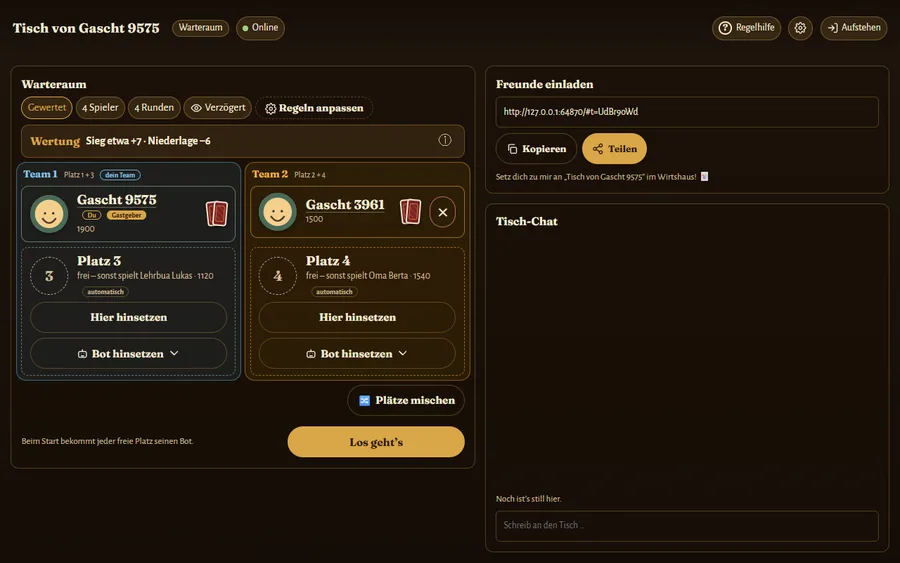 Tisch von Gascht 9575 Warteraum Online Regelhilfe Aufstehen
Warteraum
Gewertet 4 Spieler 4 Runden Verzögert Regeln anpassen
Wertung Sieg etwa +7 · Niederlage −6
Team 1 Platz 1 + 3 dein Team
Gascht 9575
Du Gastgeber
1900
3
Platz 3
frei – sonst spielt Lehrbua Lukas · 1120
automatisch
Hier hinsetzen
Bot hinsetzen
Team 2 Platz 2 + 4
Gascht 3961
1500
4
Platz 4
frei – sonst spielt Oma Berta · 1540
automatisch
Hier hinsetzen
Bot hinsetzen
Plätze mischen
Beim Start bekommt jeder freie Platz seinen Bot.
Los geht's
Freunde einladen
http://127.0.0.1:64870/#t=UdBr90Wd
Kopieren Teilen
Setz dich zu mir an „Tisch von Gascht 9575“ im Wirtshaus! 🃏
Tisch-Chat
Noch ist's still hier.
Schreib an den Tisch …